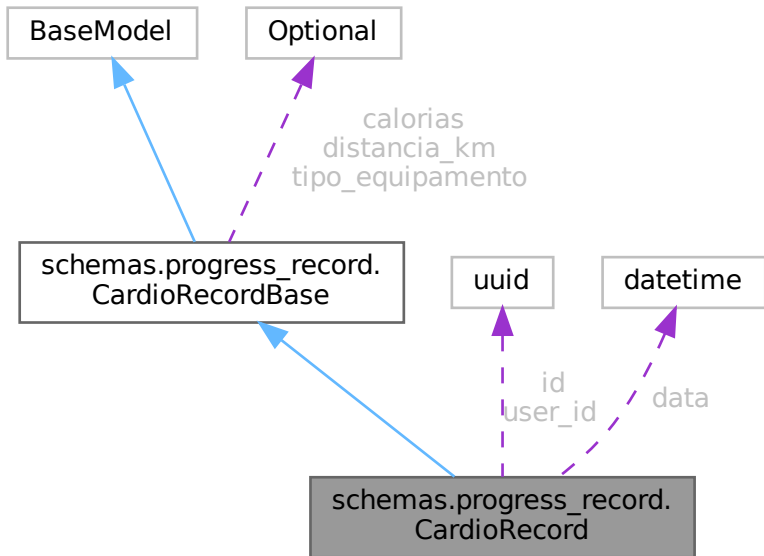 BaseModel
Optional
calorias
distancia_km
tipo_equipamento
schemas.progress_record.
CardioRecordBase
uuid
datetime
id
user_id
data
schemas.progress_record.
CardioRecord